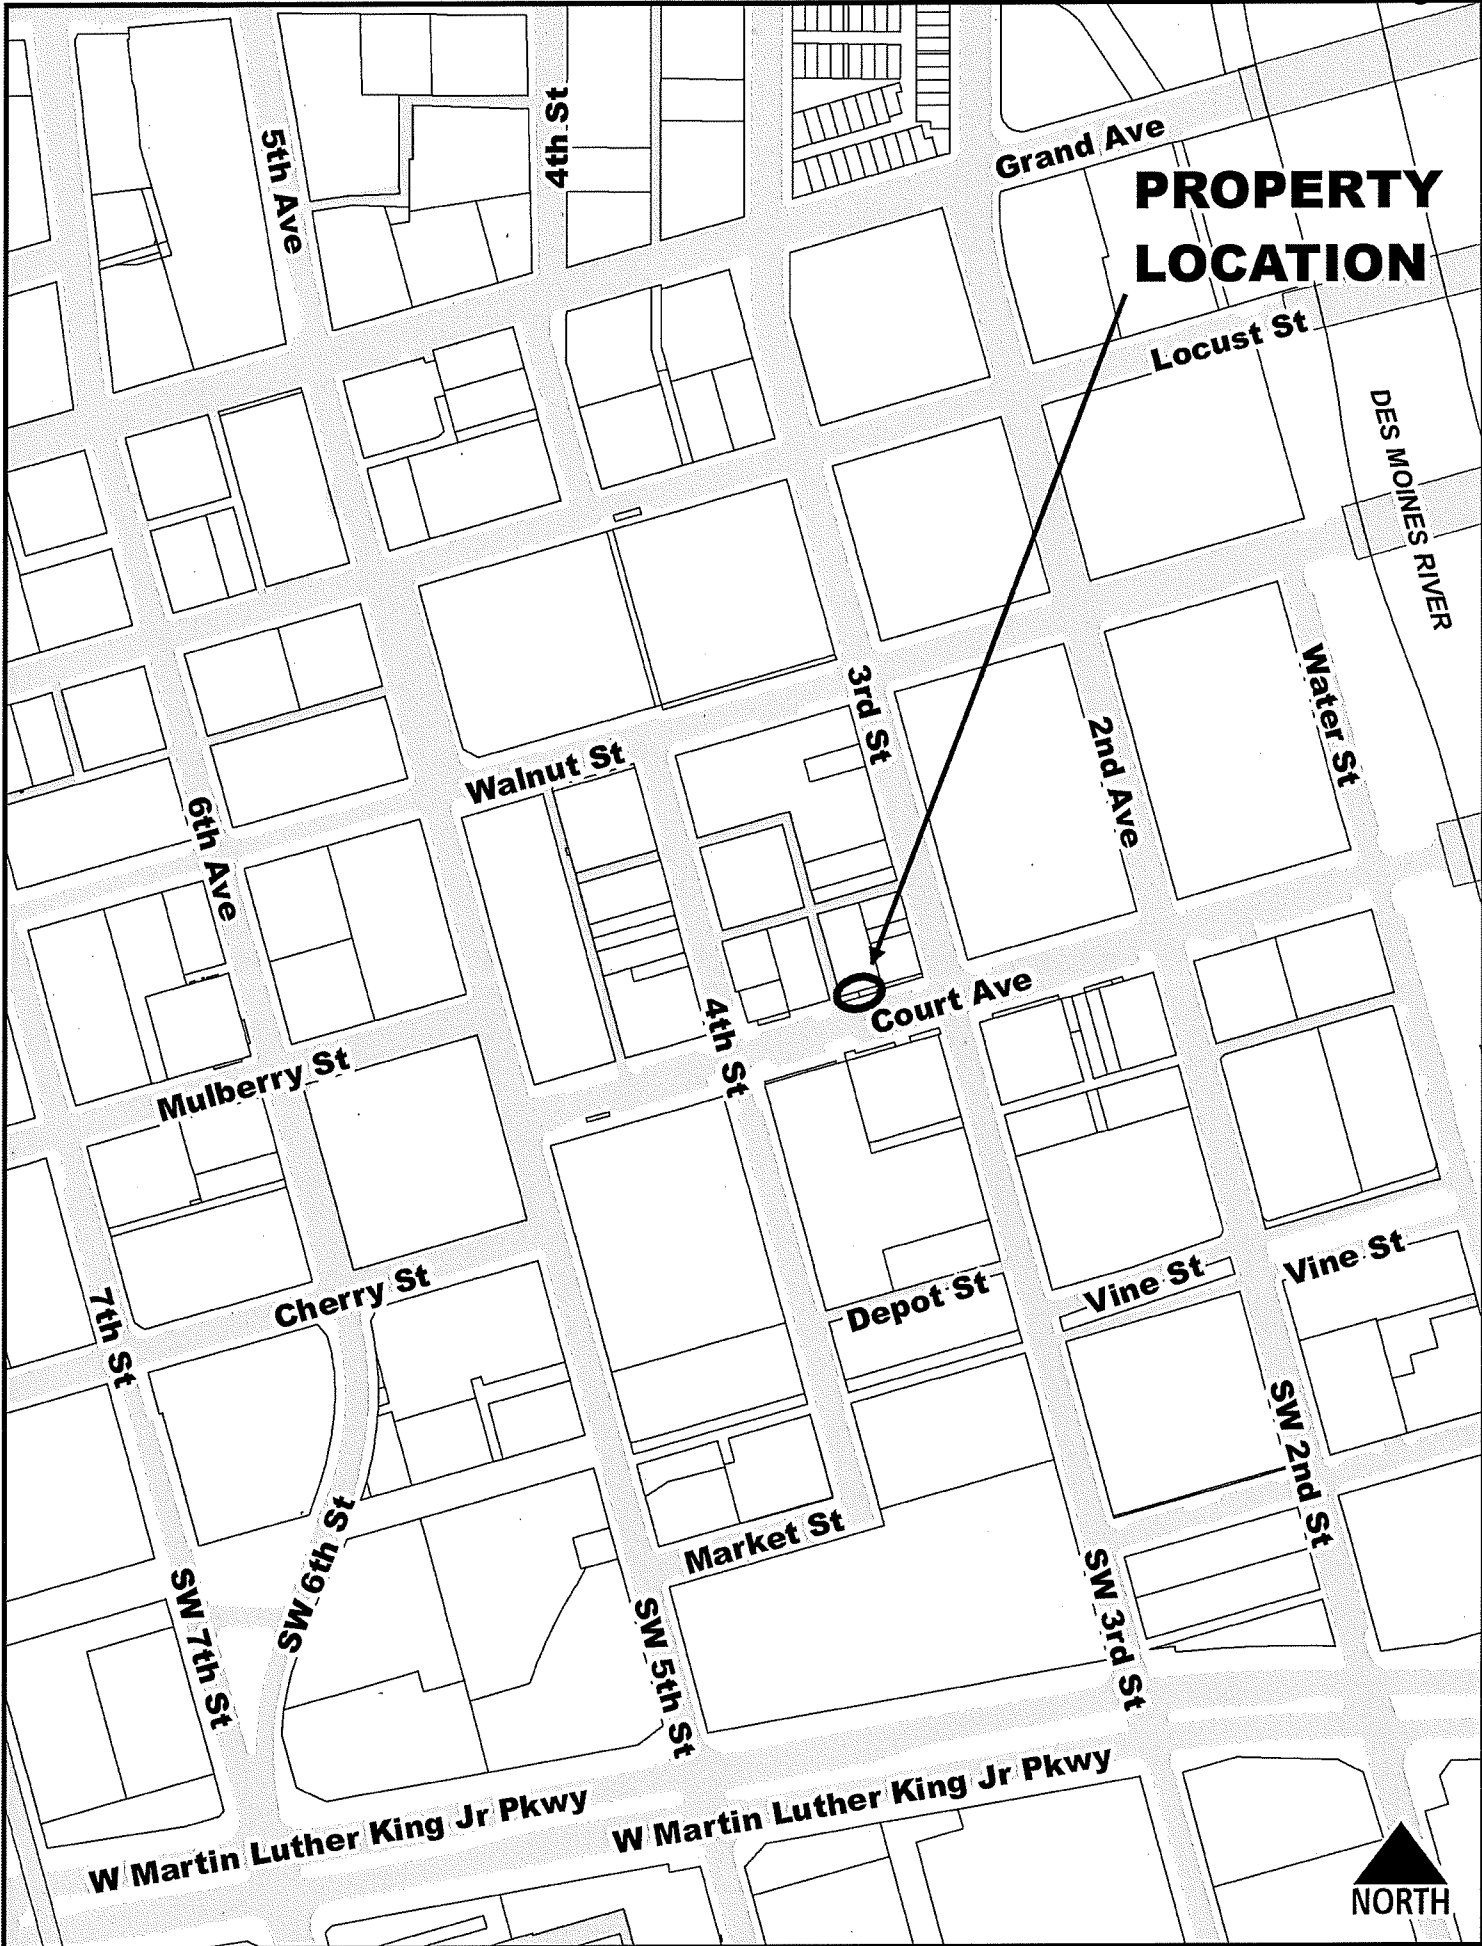 4th St
5th Ave
Grand Ave
PROPERTY
LOCATION
Locust St
DES MOINES RIVER
3rd St
Water St
2nd Ave
Walnut St
6th Ave
Court Ave
4th St
Mulberry St
Cherry St
Vine St
Vine St
Depot St
7th St
SW 2nd St
Market St
SW 6th St
SW 3rd St
SW 7th St
SW 5th St
W Martin Luther King Jr Pkwy
W Martin Luther King Jr Pkwy
NORTH